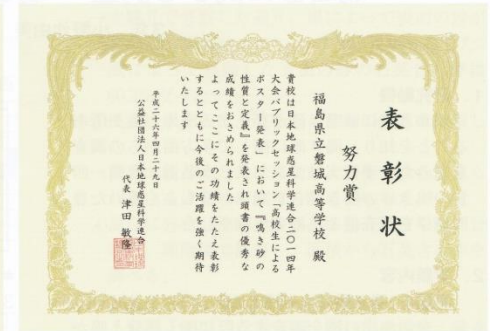 表彰状
努力賞
福島県立磐城高等学校 殿
貴校は日本地球惑星科学連合二〇一四年
大会パブリックセッション「高校生による
ポスター発表」において『鳴き砂の
性質と定義』を発表され頭書の優秀な
成績をおさめられました
よってここにその功績をたたえ表彰
するとともに今後のご活躍を強く期待
いたします
平成二十六年四月二十九日
公益社団法人日本地球惑星科学連合
代表 津田 敏隆